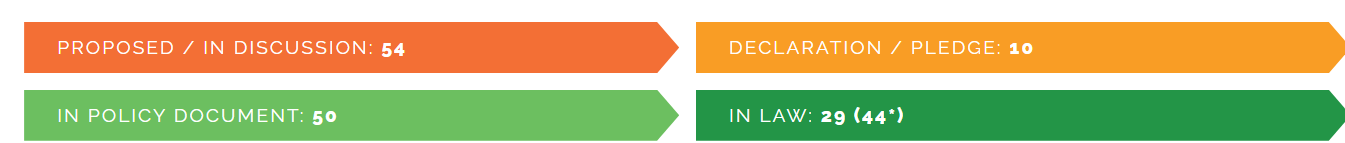 PROPOSED / IN DISCUSSION: 54
DECLARATION / PLEDGE: 10
IN POLICY DOCUMENT: 50
IN LAW: 29 (44*)